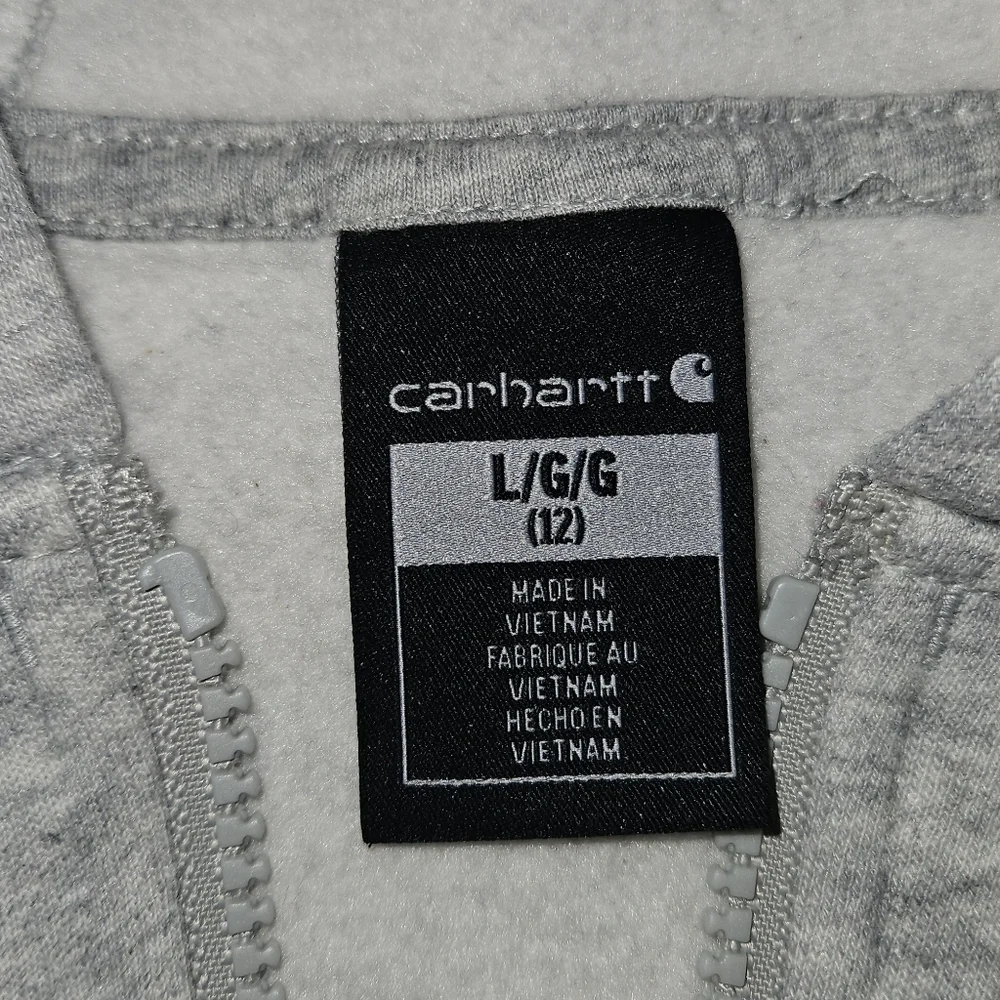 carhartt
L/G/G
(12)
MADE IN
VIETNAM
FABRIQUE AU
VIETNAM
HECHO EN
VIETNAM